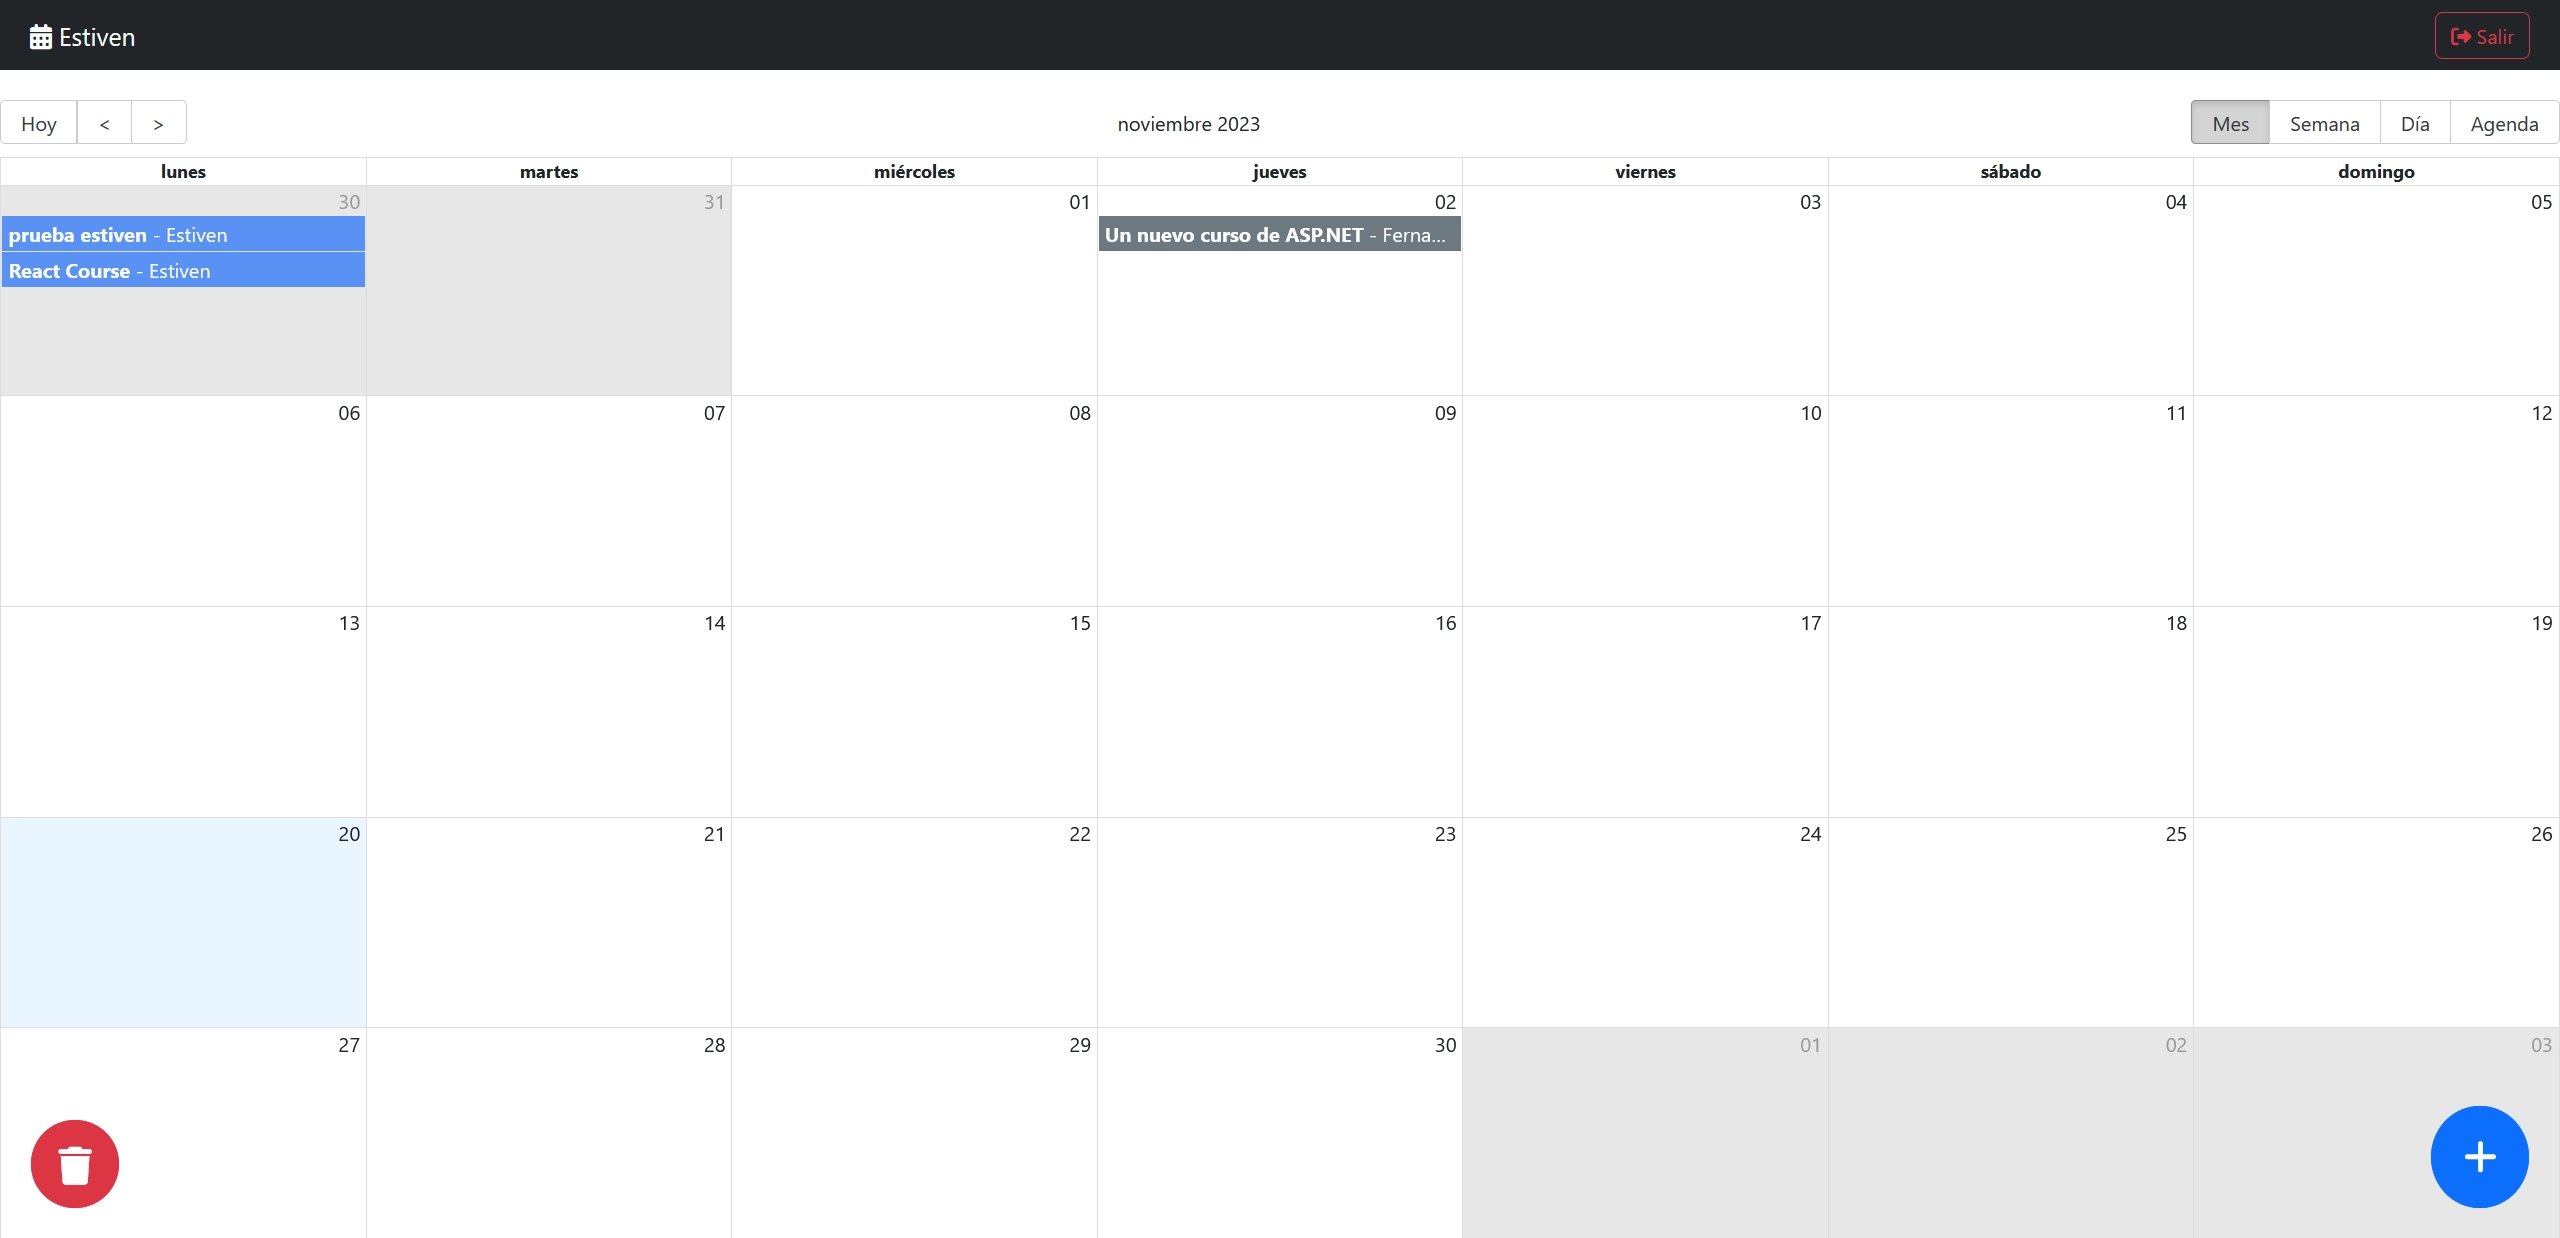 Estiven
Salir
Hoy < >
noviembre 2023
Mes Semana Día Agenda
lunes martes miércoles jueves viernes sábado domingo
30 31 01 02 03 04 05
prueba estiven - Estiven
Un nuevo curso de ASP.NET - Ferna...
React Course - Estiven
06 07 08 09 10 11 12
13 14 15 16 17 18 19
20 21 22 23 24 25 26
27 28 29 30 01 02 03